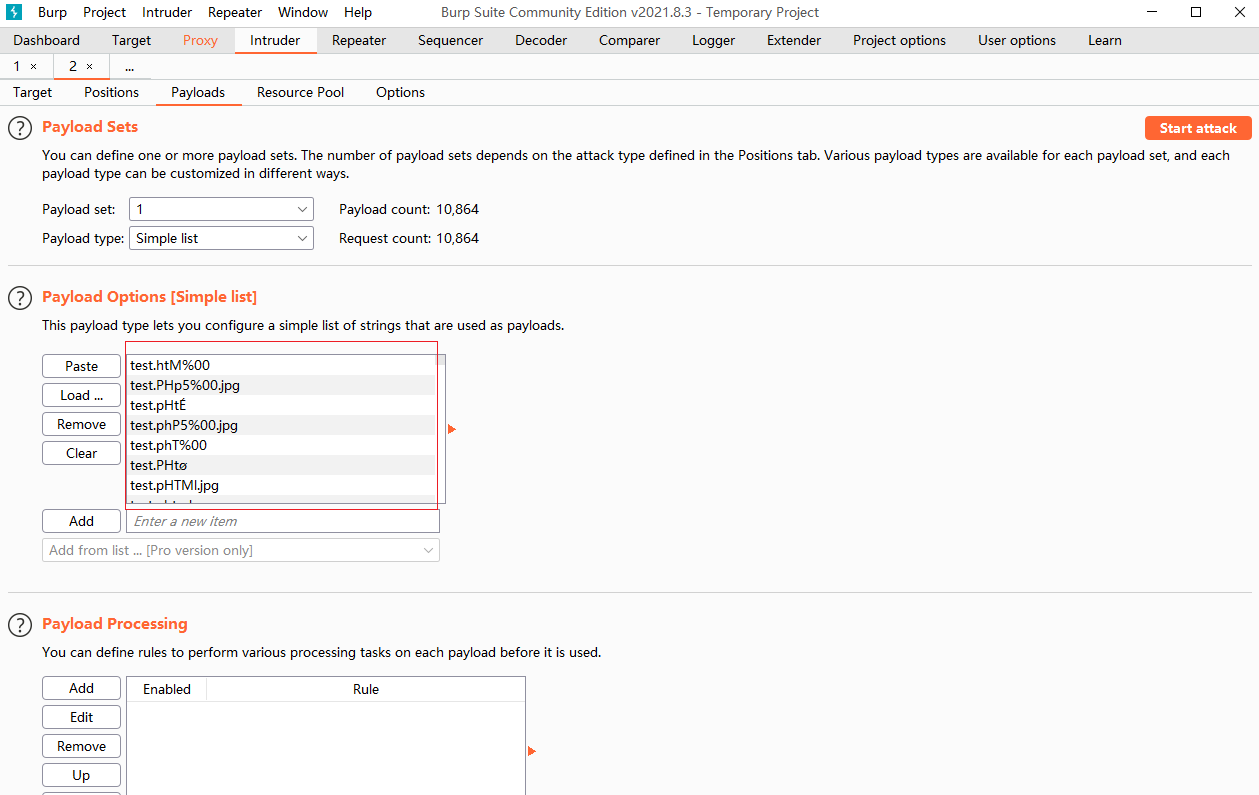 Burp Project Intruder Repeater Window Help Burp Suite Community Edition v2021.8.3 - Temporary Project
Dashboard Target Proxy Intruder Repeater Sequencer Decoder Comparer Logger Extender Project options User options Learn
1 × 2 × ...
Target Positions Payloads Resource Pool Options
? Payload Sets Start attack
You can define one or more payload sets. The number of payload sets depends on the attack type defined in the Positions tab. Various payload types are available for each payload set, and each
payload type can be customized in different ways.
Payload set: 1 Payload count: 10,864
Payload type: Simple list Request count: 10,864
? Payload Options [Simple list]
This payload type lets you configure a simple list of strings that are used as payloads.
Paste test.htM%00
test.PHp5%00.jpg
Load ... test.pHtÉ
Remove test.phP5%00.jpg
Clear test.phT%00
test.PHtø
test.pHTMl.jpg
Add Enter a new item
Add from list ... [Pro version only]
? Payload Processing
You can define rules to perform various processing tasks on each payload before it is used.
Add Enabled Rule
Edit
Remove
Up